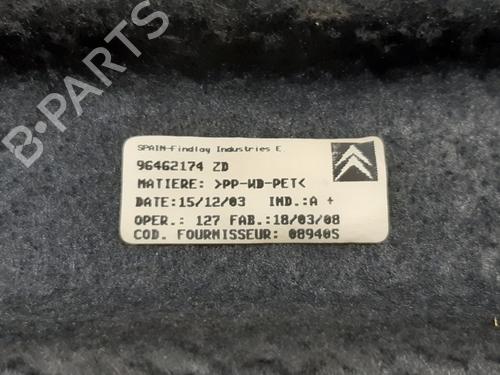 SPAIN-Findlay Industries E.
96462174 ZD
MATIERE: >PP-WD-PET<
DATE:15/12/03 IND.:A +
OPER.: 127 FAB.:18/03/08
COD. FOURNISSEUR: 08940S
B-PARTS